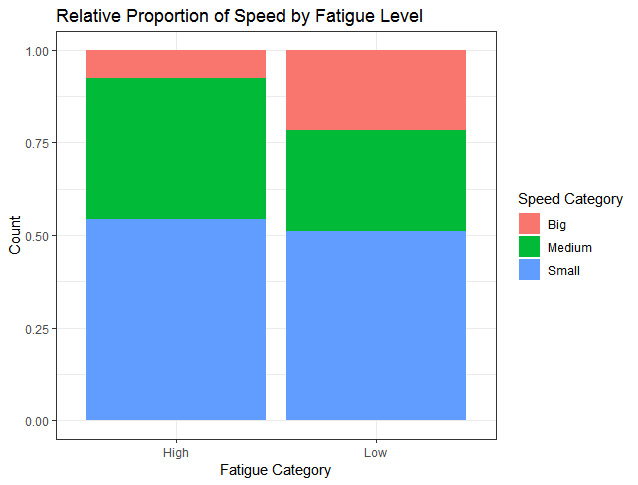 Relative Proportion of Speed by Fatigue Level
1.00
0.75
0.50
0.25
0.00
Count
High
Low
Fatigue Category
Speed Category
Big
Medium
Small